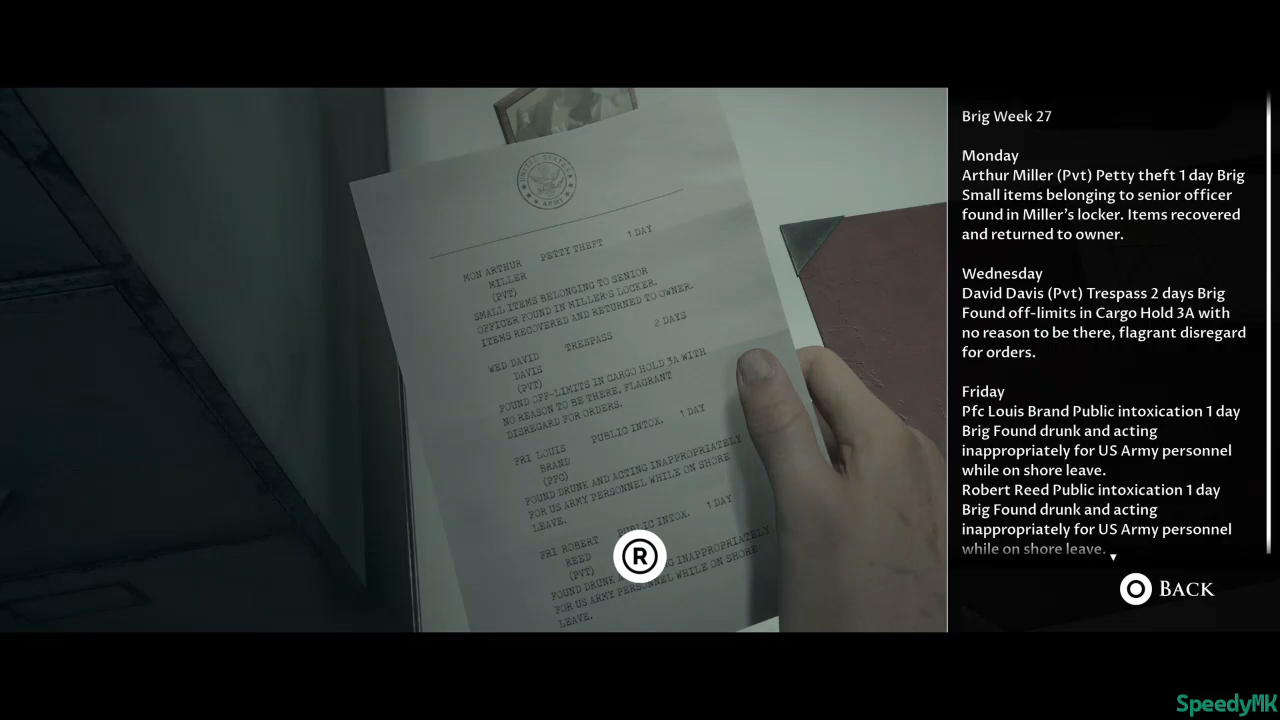 UNITED STATES
ARMY
MON ARTHUR PETTY THEFT 1 DAY
MILLER
(PVT)
SMALL ITEMS BELONGING TO SENIOR
OFFICER FOUND IN MILLER'S LOCKER.
ITEMS RECOVERED AND RETURNED TO OWNER.
WED DAVID TRESPASS 2 DAYS
DAVIS
(PVT)
FOUND OFF-LIMITS IN CARGO HOLD 3A WITH
NO REASON TO BE THERE, FLAGRANT
DISREGARD FOR ORDERS.
FRI LOUIS PUBLIC INTOX. 1 DAY
BRAND
(PFC)
FOUND DRUNK AND ACTING INAPPROPRIATELY
FOR US ARMY PERSONNEL WHILE ON SHORE
LEAVE.
FRI ROBERT PUBLIC INTOX. 1 DAY
REED
(PVT)
FOUND DRUNK INAPPROPRIATELY
FOR US ARMY PERSONNEL WHILE ON SHORE
LEAVE.
R
Brig Week 27
Monday
Arthur Miller (Pvt) Petty theft 1 day Brig
Small items belonging to senior officer
found in Miller's locker. Items recovered
and returned to owner.
Wednesday
David Davis (Pvt) Trespass 2 days Brig
Found off-limits in Cargo Hold 3A with
no reason to be there, flagrant disregard
for orders.
Friday
Pfc Louis Brand Public intoxication 1 day
Brig Found drunk and acting
inappropriately for US Army personnel
while on shore leave.
Robert Reed Public intoxication 1 day
Brig Found drunk and acting
inappropriately for US Army personnel
while on shore leave.
BACK
SpeedyMK